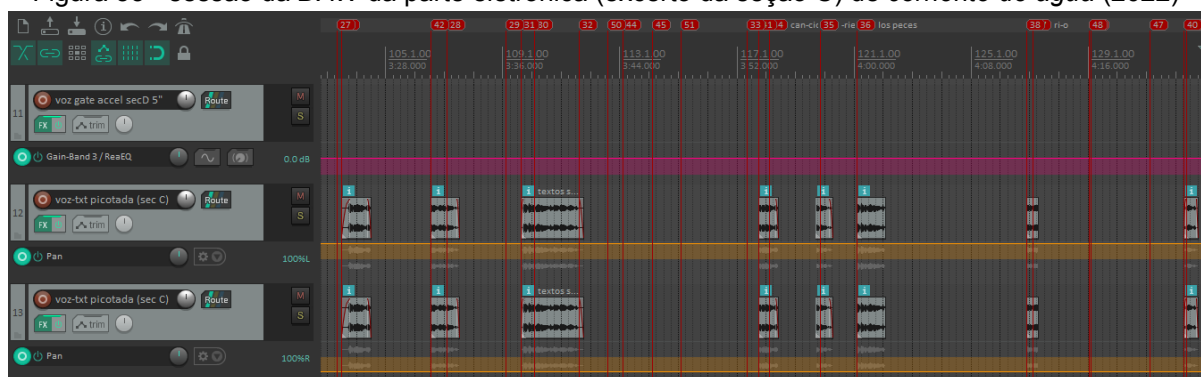 sessão da DAW da parte eletrônica (excerto da seção C) de água (2022)
27 42 28 29 31 30 32 50 44 45 51 33 34 can-cio 35 -rie 36 los peces 38 ri-o 48 47 40
105.1.00 109.1.00 113.1.00 117.1.00 121.1.00 125.1.00 129.1.00
3:28.000 3:36.000 3:44.000 3:52.000 4:00.000 4:08.000 4:16.000
11 voz gate accel secD 5" Route M
FX trim S
Gain-Band 3 / ReaEQ 0.0 dB
12 voz-txt picotada (sec C) Route M textos s...
FX trim S
Pan 100%L
13 voz-txt picotada (sec C) Route M textos s...
FX trim S
Pan 100%R